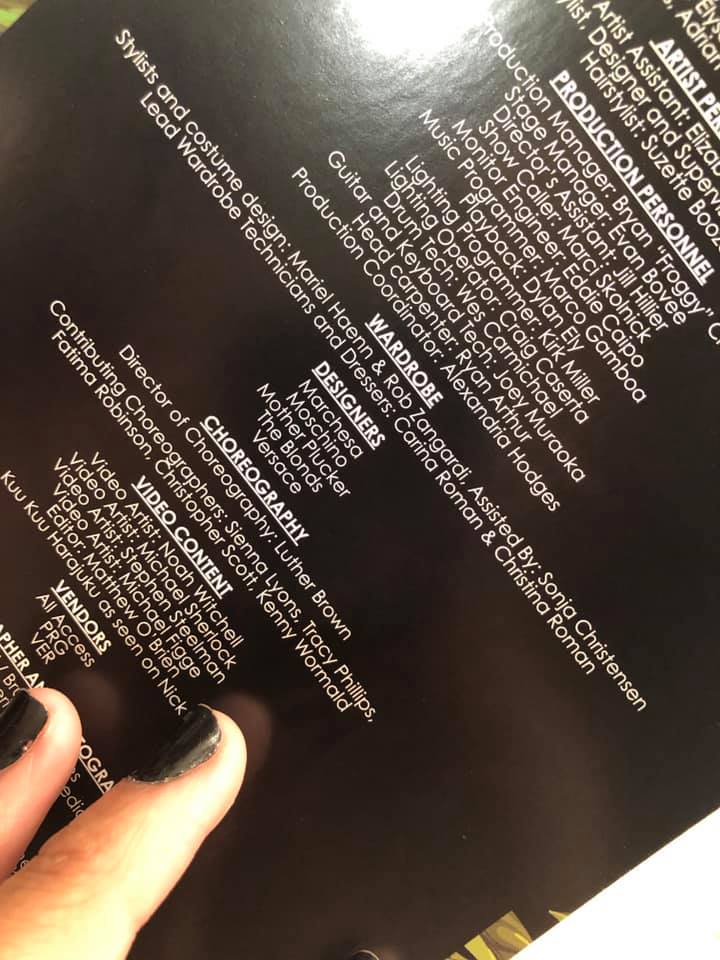 ARTIST
Artist Assistant:
Designer and
Hairstylist: Suzette
PRODUCTION PERSONNEL
Production Manager: Bryan "Froggy"
Stage Manager: Evan Bovee
Director's Assistant: Jill Hillier
Show Caller: Marci Skolnick
Monitor Engineer: Eddie Caipo
Music Programmer: Marco Gamboa
Playback: Dylan Ely
Lighting Programmer: Kirk Miller
Lighting Operator: Craig Caserta
Drum Tech: Wes Carmichael
Guitar and Keyboard Tech: Joey Muraoka
Head carpenter: Ryan Arthur
Production Coordinator: Alexandria Hodges
WARDROBE
Stylists and costume design: Mariel Haenn & Rob Zangardi, Assisted By: Sonja Christensen
Lead Wardrobe Technicians and Dressers: Carina Roman & Christina Roman
DESIGNERS
Marchesa
Moschino
Mother Plucker
The Blonds
Versace
CHOREOGRAPHY
Director of Choreography: Luther Brown
Contributing Choreographers: Sienna Lyons, Tracy Phillips,
Fatima Robinson, Christopher Scott Kenny Wormald
VIDEO CONTENT
Video Artist: Noah Witchell
Video Artist: Michael Sherlock
Video Artist: Stephen Steelman
Video Artist: Michael Figge
Editor: Matthew O'Brien
Kuu Kuu Harajuku as seen on Nick
VENDORS
All Access
PRG
VER